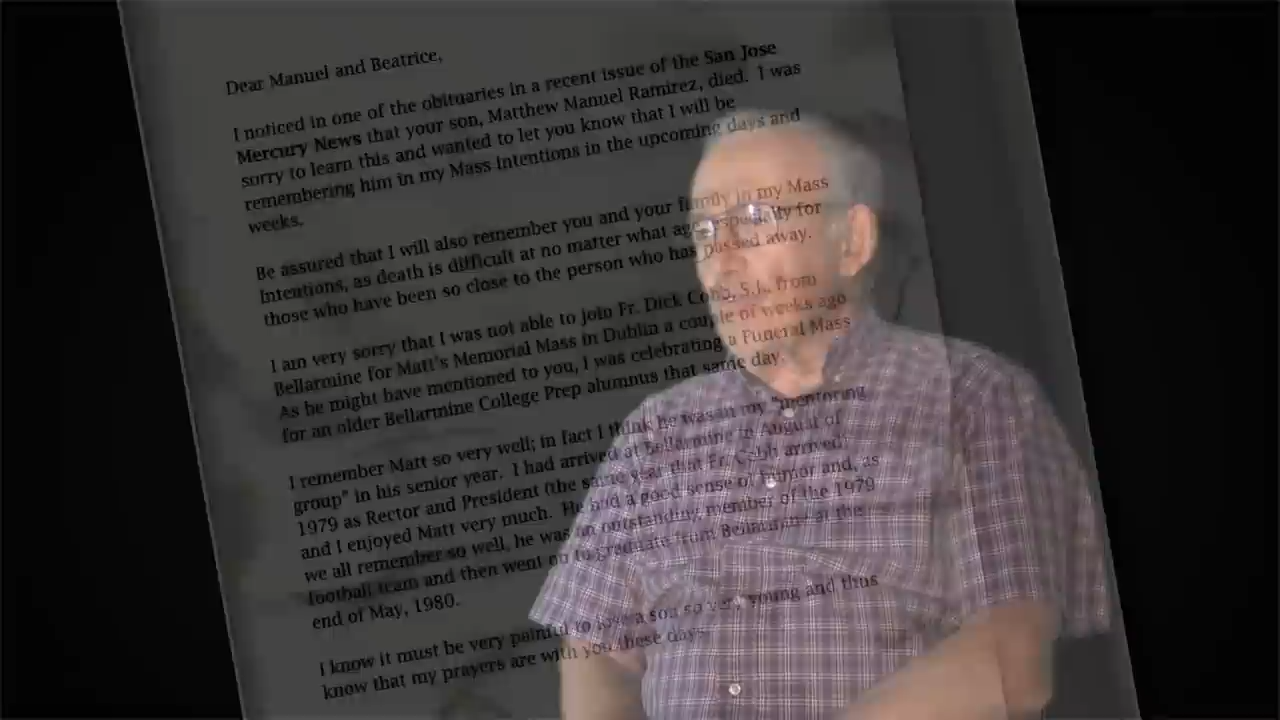 Dear Manuel and Beatrice,
I noticed in one of the obituaries in a recent issue of the San Jose
Mercury News that your son, Matthew Manuel Ramirez, died. I was
sorry to learn this and wanted to let you know that I will be
remembering him in my Mass Intentions in the upcoming days and
weeks.
Be assured that I will also remember you and your family in my Mass
Intentions, as death is difficult at no matter what age especially for
those who have been so close to the person who has passed away.
I am very sorry that I was not able to join Fr. Dick Cobb, S.J., from
Bellarmine for Matt's Memorial Mass in Dublin a couple of weeks ago
As he might have mentioned to you, I was celebrating a Funeral Mass
for an older Bellarmine College Prep alumnus that same day.
I remember Matt so very well; in fact I think he was in my "mentoring
group" in his senior year. I had arrived at Bellarmine in August of
1979 as Rector and President (the same year that Fr. Cobb arrived)
and I enjoyed Matt very much. He had a good sense of humor and, as
we all remember so well, he was an outstanding member of the 1979
football team and then went on to graduate from Bellarmine at the
end of May, 1980.
I know it must be very painful to lose a son so very young and thus
know that my prayers are with you these days.